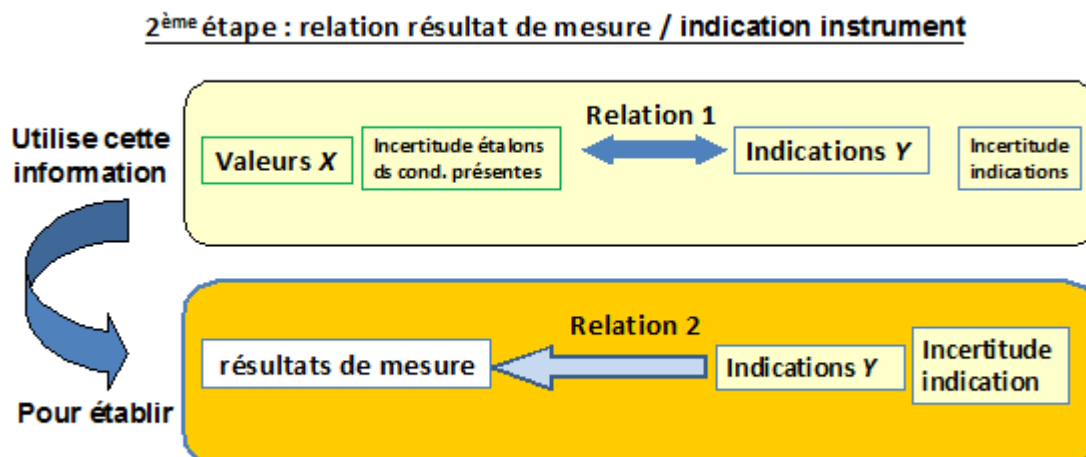 2ème étape : relation résultat de mesure / indication instrument
Utilise cette
information
Valeurs X
Incertitude étalons
ds cond. présentes
Relation 1
Indications Y
Incertitude
indications
Relation 2
résultats de mesure
Indications Y
Incertitude
indication
Pour établir